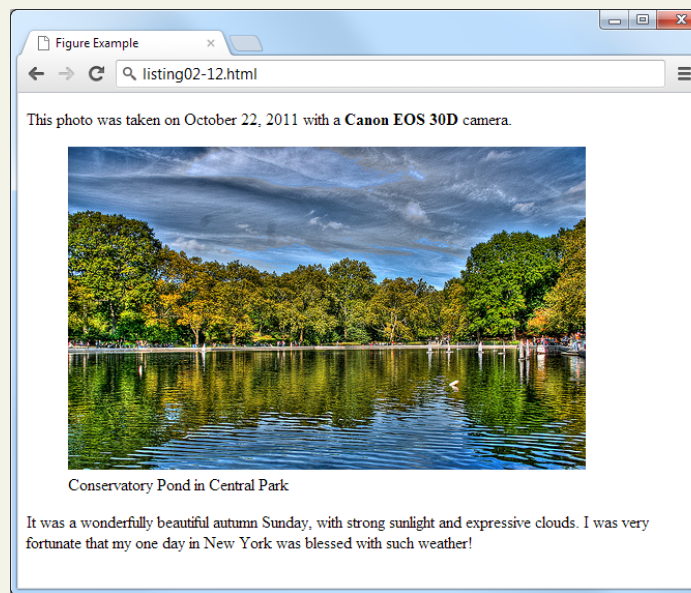 Figure Example
listing02-12.html
This photo was taken on October 22, 2011 with a Canon EOS 30D camera.
Conservatory Pond in Central Park
It was a wonderfully beautiful autumn Sunday, with strong sunlight and expressive clouds. I was very
fortunate that my one day in New York was blessed with such weather!